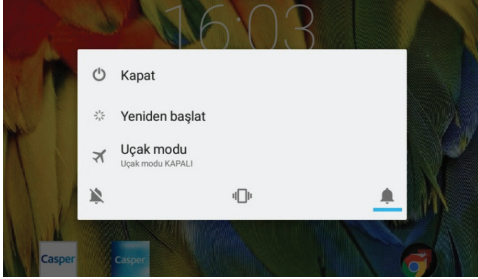 16:03
Kapat
Yeniden başlat
Uçak modu
Uçak modu KAPALI
Casper
Casper